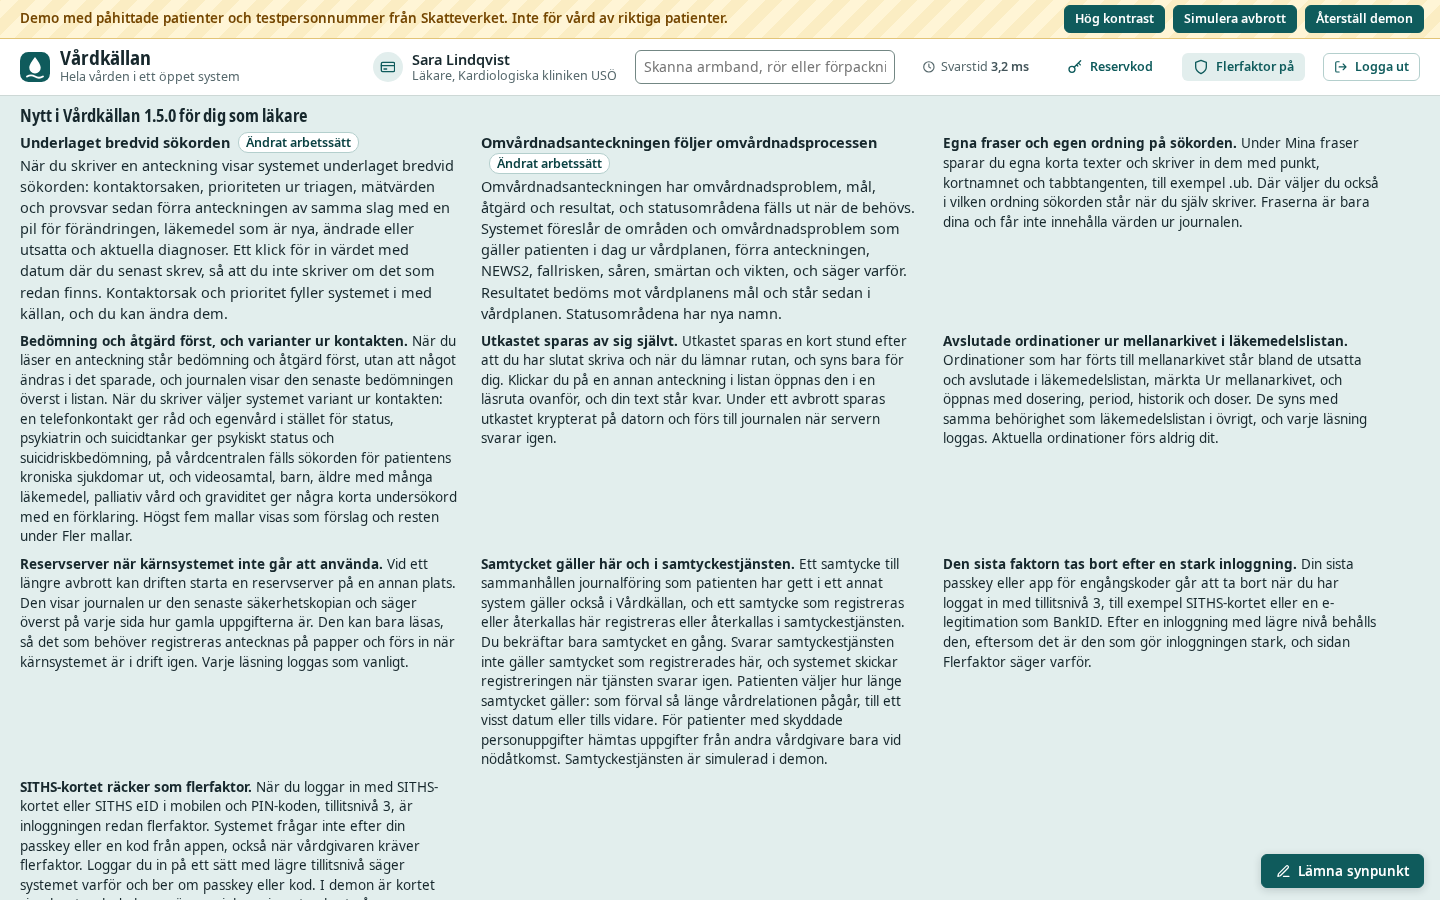 Demo med påhittade patienter och testpersonnummer från Skatteverket. Inte för vård av riktiga patienter.
Hög kontrast
Simulera avbrott
Återställ demon
Vårdkällan
Hela vården i ett öppet system
Sara Lindqvist
Läkare, Kardiologiska kliniken USÖ
Skanna armband, rör eller förpackni
Svarstid 3,2 ms
Reservkod
Flerfaktor på
Logga ut
Nytt i Vårdkällan 1.5.0 för dig som läkare
Underlaget bredvid sökorden Ändrat arbetssätt
När du skriver en anteckning visar systemet underlaget bredvid
sökorden: kontaktorsaken, prioriteten ur triagen, mätvärden
och provsvar sedan förra anteckningen av samma slag med en
pil för förändringen, läkemedel som är nya, ändrade eller
utsatta och aktuella diagnoser. Ett klick för in värdet med
datum där du senast skrev, så att du inte skriver om det som
redan finns. Kontaktorsak och prioritet fyller systemet i med
källan, och du kan ändra dem.
Omvårdnadsanteckningen följer omvårdnadsprocessen
Ändrat arbetssätt
Omvårdnadsanteckningen har omvårdnadsproblem, mål,
åtgärd och resultat, och statusområdena fälls ut när de behövs.
Systemet föreslår de områden och omvårdnadsproblem som
gäller patienten i dag ur vårdplanen, förra anteckningen,
NEWS2, fallrisken, såren, smärtan och vikten, och säger varför.
Resultatet bedöms mot vårdplanens mål och står sedan i
vårdplanen. Statusområdena har nya namn.
Egna fraser och egen ordning på sökorden. Under Mina fraser
sparar du egna korta texter och skriver in dem med punkt,
kortnamnet och tabbtangenten, till exempel .ub. Där väljer du också
i vilken ordning sökorden står när du själv skriver. Fraserna är bara
dina och får inte innehålla värden ur journalen.
Bedömning och åtgärd först, och varianter ur kontakten. När du
läser en anteckning står bedömning och åtgärd först, utan att något
ändras i det sparade, och journalen visar den senaste bedömningen
överst i listan. När du skriver väljer systemet variant ur kontakten:
en telefonkontakt ger råd och egenvård i stället för status,
psykiatrin och suicidtankar ger psykiskt status och
suicidriskbedömning, på vårdcentralen fälls sökorden för patientens
kroniska sjukdomar ut, och videosamtal, barn, äldre med många
läkemedel, palliativ vård och graviditet ger några korta undersökord
med en förklaring. Högst fem mallar visas som förslag och resten
under Fler mallar.
Utkastet sparas av sig självt. Utkastet sparas en kort stund efter
att du har slutat skriva och när du lämnar rutan, och syns bara för
dig. Klickar du på en annan anteckning i listan öppnas den i en
läsruta ovanför, och din text står kvar. Under ett avbrott sparas
utkastet krypterat på datorn och förs till journalen när servern
svarar igen.
Avslutade ordinationer ur mellanarkivet i läkemedelslistan.
Ordinationer som har förts till mellanarkivet står bland de utsatta
och avslutade i läkemedelslistan, märkta Ur mellanarkivet, och
öppnas med dosering, period, historik och doser. De syns med
samma behörighet som läkemedelslistan i övrigt, och varje läsning
loggas. Aktuella ordinationer förs aldrig dit.
Reservserver när kärnsystemet inte går att använda. Vid ett
längre avbrott kan driften starta en reservserver på en annan plats.
Den visar journalen ur den senaste säkerhetskopian och säger
överst på varje sida hur gamla uppgifterna är. Den kan bara läsas,
så det som behöver registreras antecknas på papper och förs in när
kärnsystemet är i drift igen. Varje läsning loggas som vanligt.
Samtycket gäller här och i samtyckestjänsten. Ett samtycke till
sammanhållen journalföring som patienten har gett i ett annat
system gäller också i Vårdkällan, och ett samtycke som registreras
eller återkallas här registreras eller återkallas i samtyckestjänsten.
Du bekräftar bara samtycket en gång. Svarar samtyckestjänsten
inte gäller samtycket som registrerades här, och systemet skickar
registreringen när tjänsten svarar igen. Patienten väljer hur länge
samtycket gäller: som förval så länge vårdrelationen pågår, till ett
visst datum eller tills vidare. För patienter med skyddade
personuppgifter hämtas uppgifter från andra vårdgivare bara vid
nödåtkomst. Samtyckestjänsten är simulerad i demon.
Den sista faktorn tas bort efter en stark inloggning. Din sista
passkey eller app för engångskoder går att ta bort när du har
loggat in med tillitsnivå 3, till exempel SITHS-kortet eller en e-
legitimation som BankID. Efter en inloggning med lägre nivå behålls
den, eftersom det är den som gör inloggningen stark, och sidan
Flerfaktor säger varför.
SITHS-kortet räcker som flerfaktor. När du loggar in med SITHS-
kortet eller SITHS eID i mobilen och PIN-koden, tillitsnivå 3, är
inloggningen redan flerfaktor. Systemet frågar inte efter din
passkey eller en kod från appen, också när vårdgivaren kräver
flerfaktor. Loggar du in på ett sätt med lägre tillitsnivå säger
systemet varför och ber om passkey eller kod. I demon är kortet
Lämna synpunkt